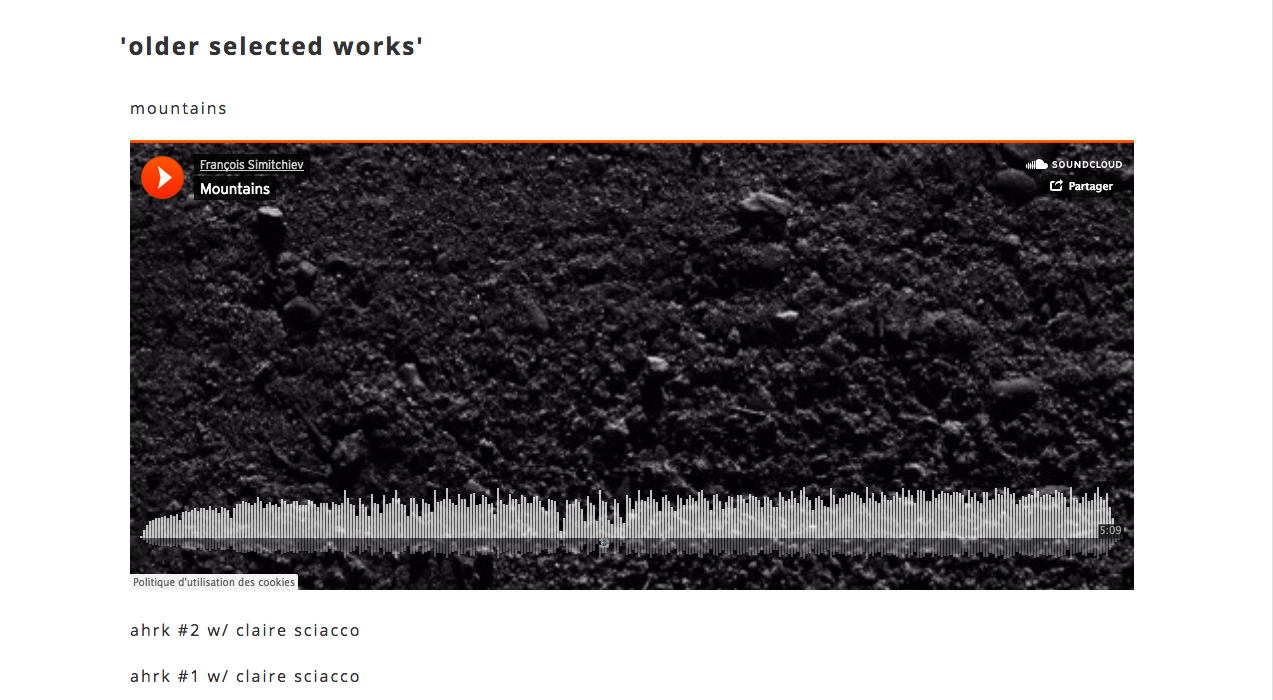 'older selected works'
mountains
François Simitchiev
SOUNDCLOUD
Mountains
Partager
5:09
Politique d'utilisation des cookies
ahrk #2 w/ claire sciacco
ahrk #1 w/ claire sciacco